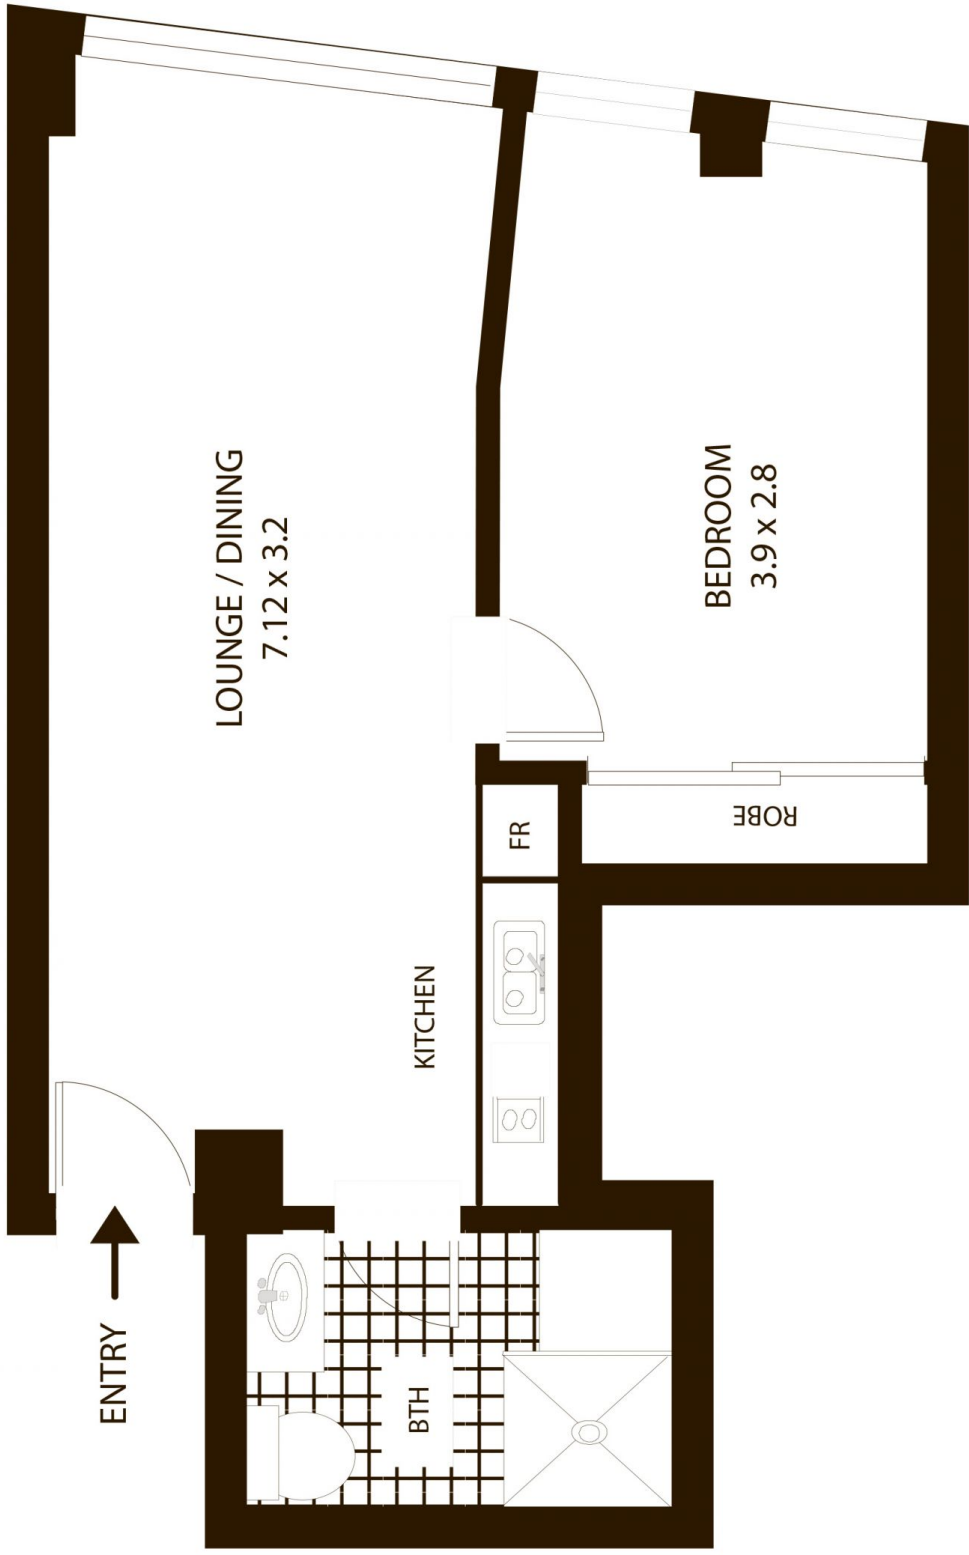 LOUNGE / DINING
7.12 x 3.2
BEDROOM
3.9 x 2.8
ROBE
FR
KITCHEN
ENTRY
BTH